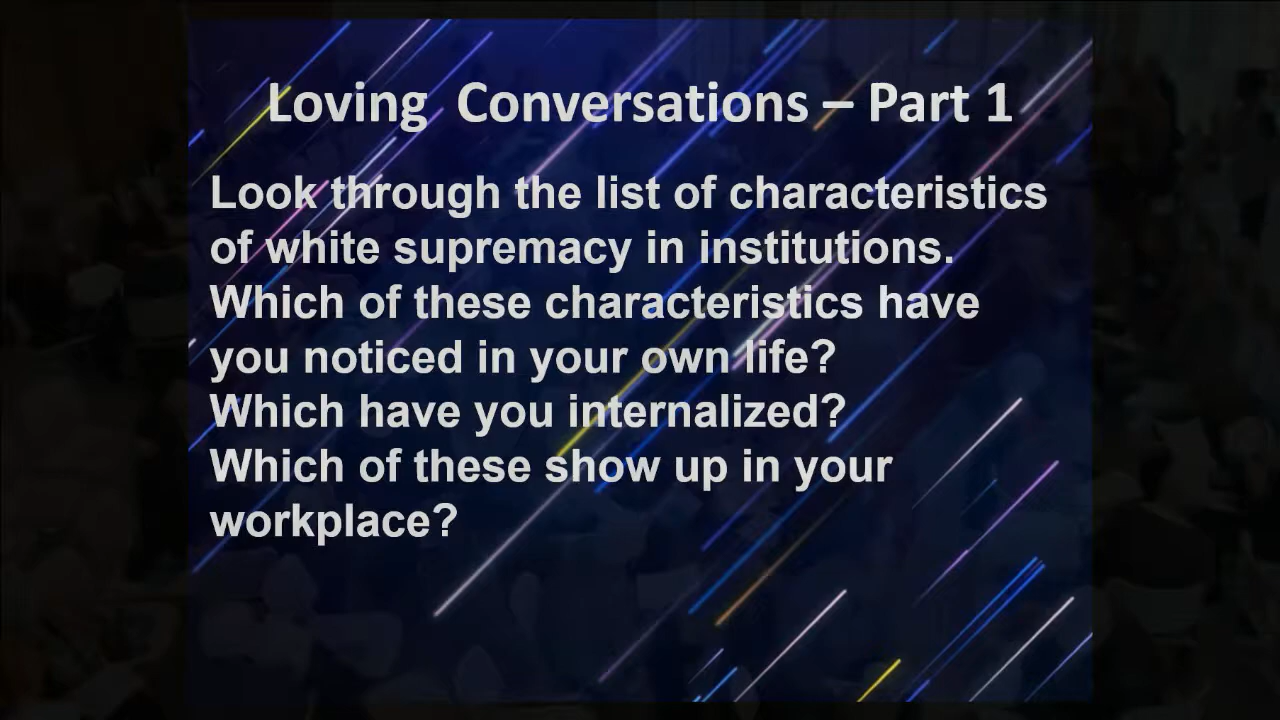 Loving Conversations – Part 1
Look through the list of characteristics
of white supremacy in institutions.
Which of these characteristics have
you noticed in your own life?
Which have you internalized?
Which of these show up in your
workplace?